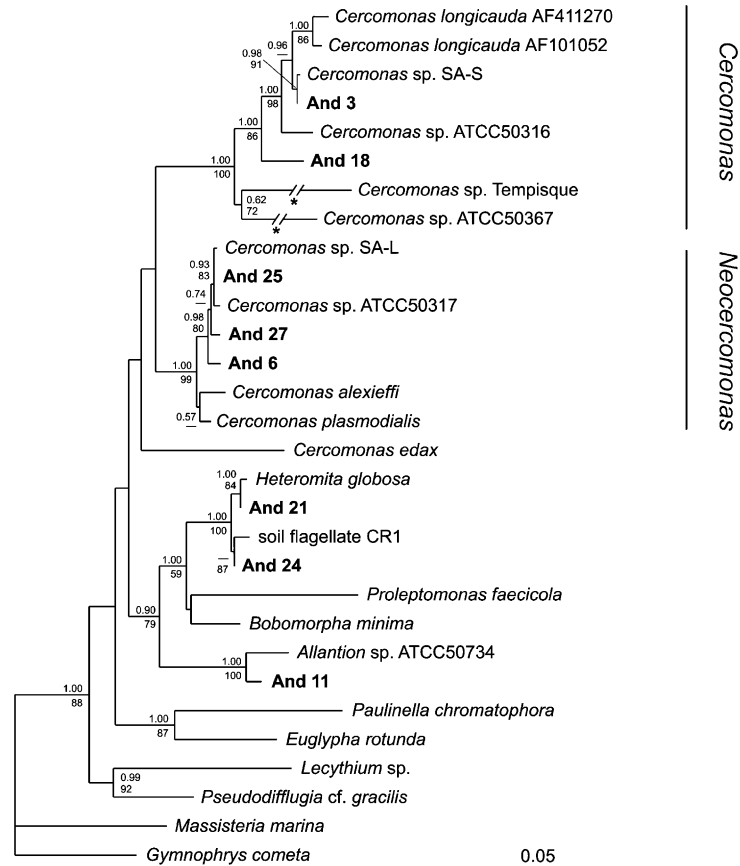 Cercomonas longicauda AF411270
1.00
86
Cercomonas longicauda AF101052
0.96
—
0.98
91
Cercomonas sp. SA-S
And 3
1.00
98
Cercomonas sp. ATCC50316
1.00
86
And 18
1.00
100
Cercomonas sp. Tempisque
*
0.62
72
Cercomonas sp. ATCC50367
*
Cercomonas
Cercomonas sp. SA-L
0.93
83
And 25
0.74
—
Cercomonas sp. ATCC50317
0.98
80
And 27
And 6
1.00
99
Cercomonas alexieffi
0.57
—
Cercomonas plasmodialis
Neocercomonas
Cercomonas edax
1.00
84
Heteromita globosa
And 21
1.00
100
soil flagellate CR1
—
87
And 24
1.00
59
Proleptomonas faecicola
0.90
79
Bobomorpha minima
Allantion sp. ATCC50734
1.00
100
And 11
1.00
88
Paulinella chromatophora
1.00
87
Euglypha rotunda
Lecythium sp.
0.99
92
Pseudodifflugia cf. gracilis
Massisteria marina
Gymnophrys cometa
0.05